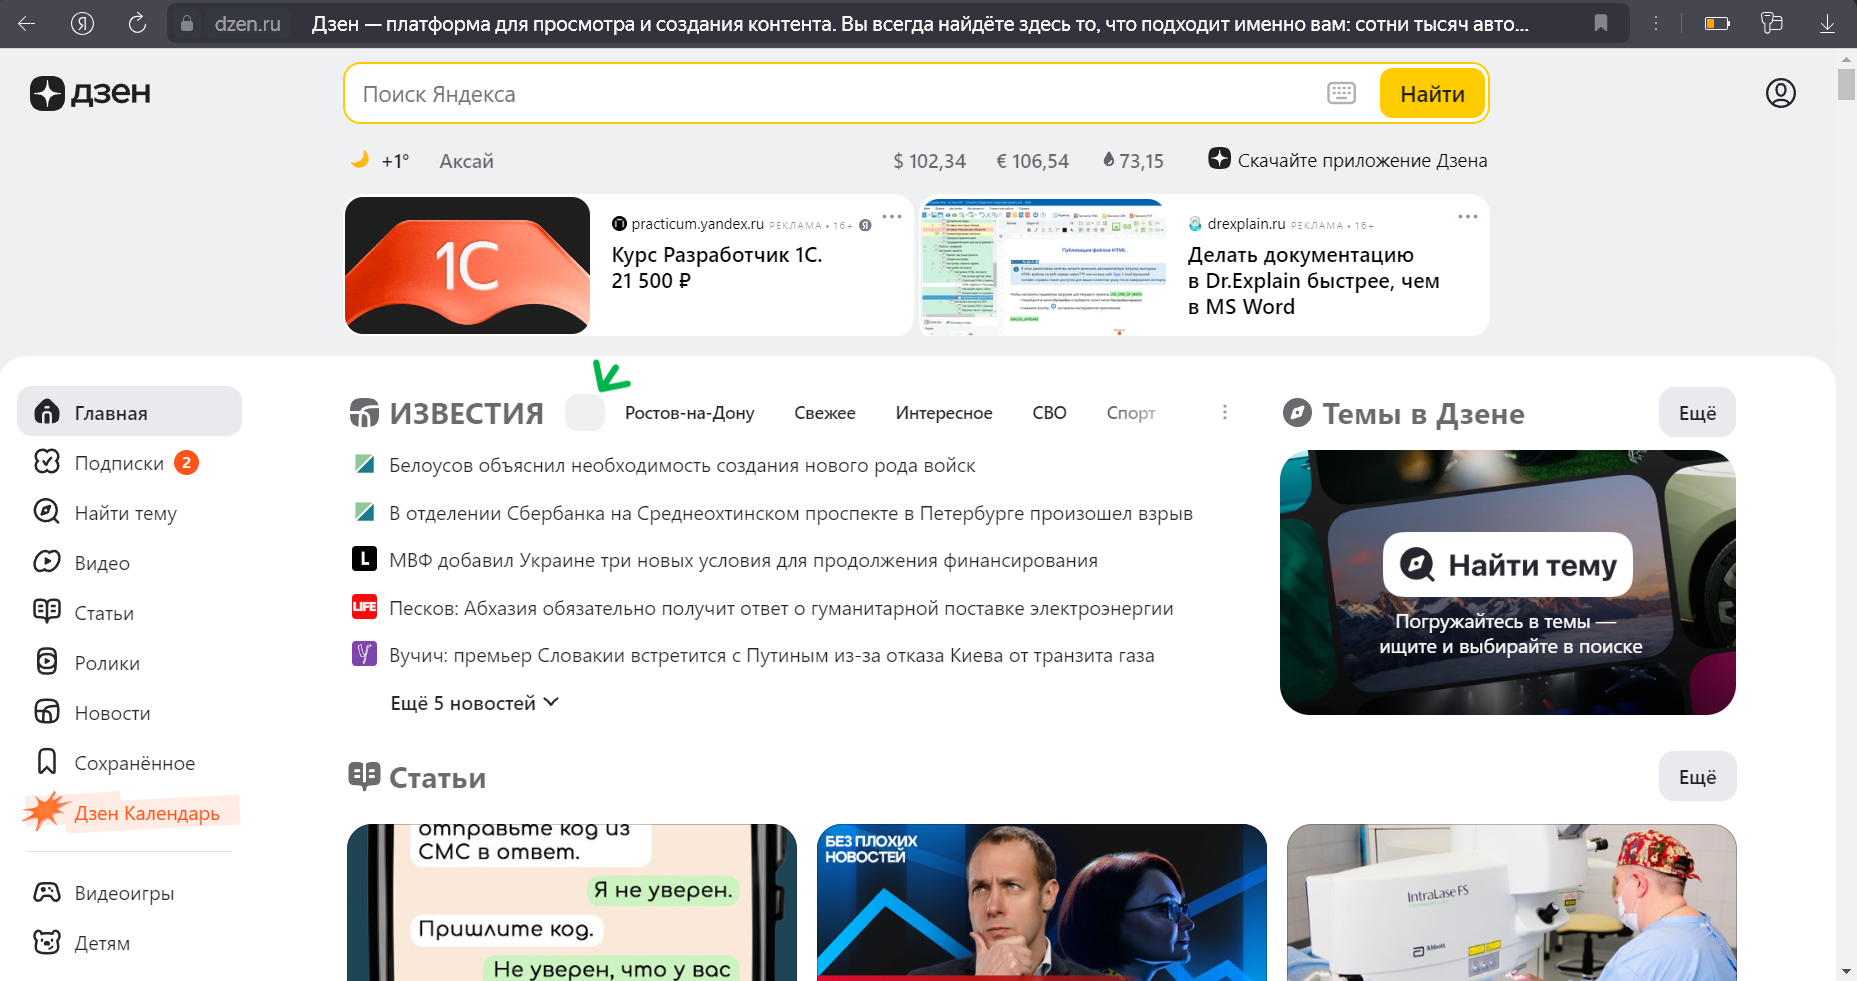 dzen.ru
Дзен — платформа для просмотра и создания контента. Вы всегда найдёте здесь то, что подходит именно вам: сотни тысяч авто...
дзен
Поиск Яндекса
Найти
+1°
Аксай
$ 102,34
€ 106,54
73,15
Скачайте приложение Дзена
1С
practicum.yandex.ru РЕКЛАМА • 16+
Курс Разработчик 1С.
21 500 ₽
drexplain.ru РЕКЛАМА • 16+
Делать документацию
в Dr.Explain быстрее, чем
в MS Word
Главная
Подписки 2
Найти тему
Видео
Статьи
Ролики
Новости
Сохранённое
Дзен Календарь
Видеоигры
Детям
ИЗВЕСТИЯ
Ростов-на-Дону
Свежее
Интересное
СВО
Спорт
Белоусов объяснил необходимость создания нового рода войск
В отделении Сбербанка на Среднеохтинском проспекте в Петербурге произошел взрыв
L
МВФ добавил Украине три новых условия для продолжения финансирования
LIFE
Песков: Абхазия обязательно получит ответ о гуманитарной поставке электроэнергии
Вучич: премьер Словакии встретится с Путиным из-за отказа Киева от транзита газа
Ещё 5 новостей
Темы в Дзене
Ещё
Найти тему
Погружайтесь в темы —
ищите и выбирайте в поиске
Статьи
Ещё
отправьте код из
СМС в ответ.
Я не уверен.
Пришлите код.
Не уверен, что у вас
БЕЗ ПЛОХИХ
НОВОСТЕЙ
IntraLase FS
Abbott